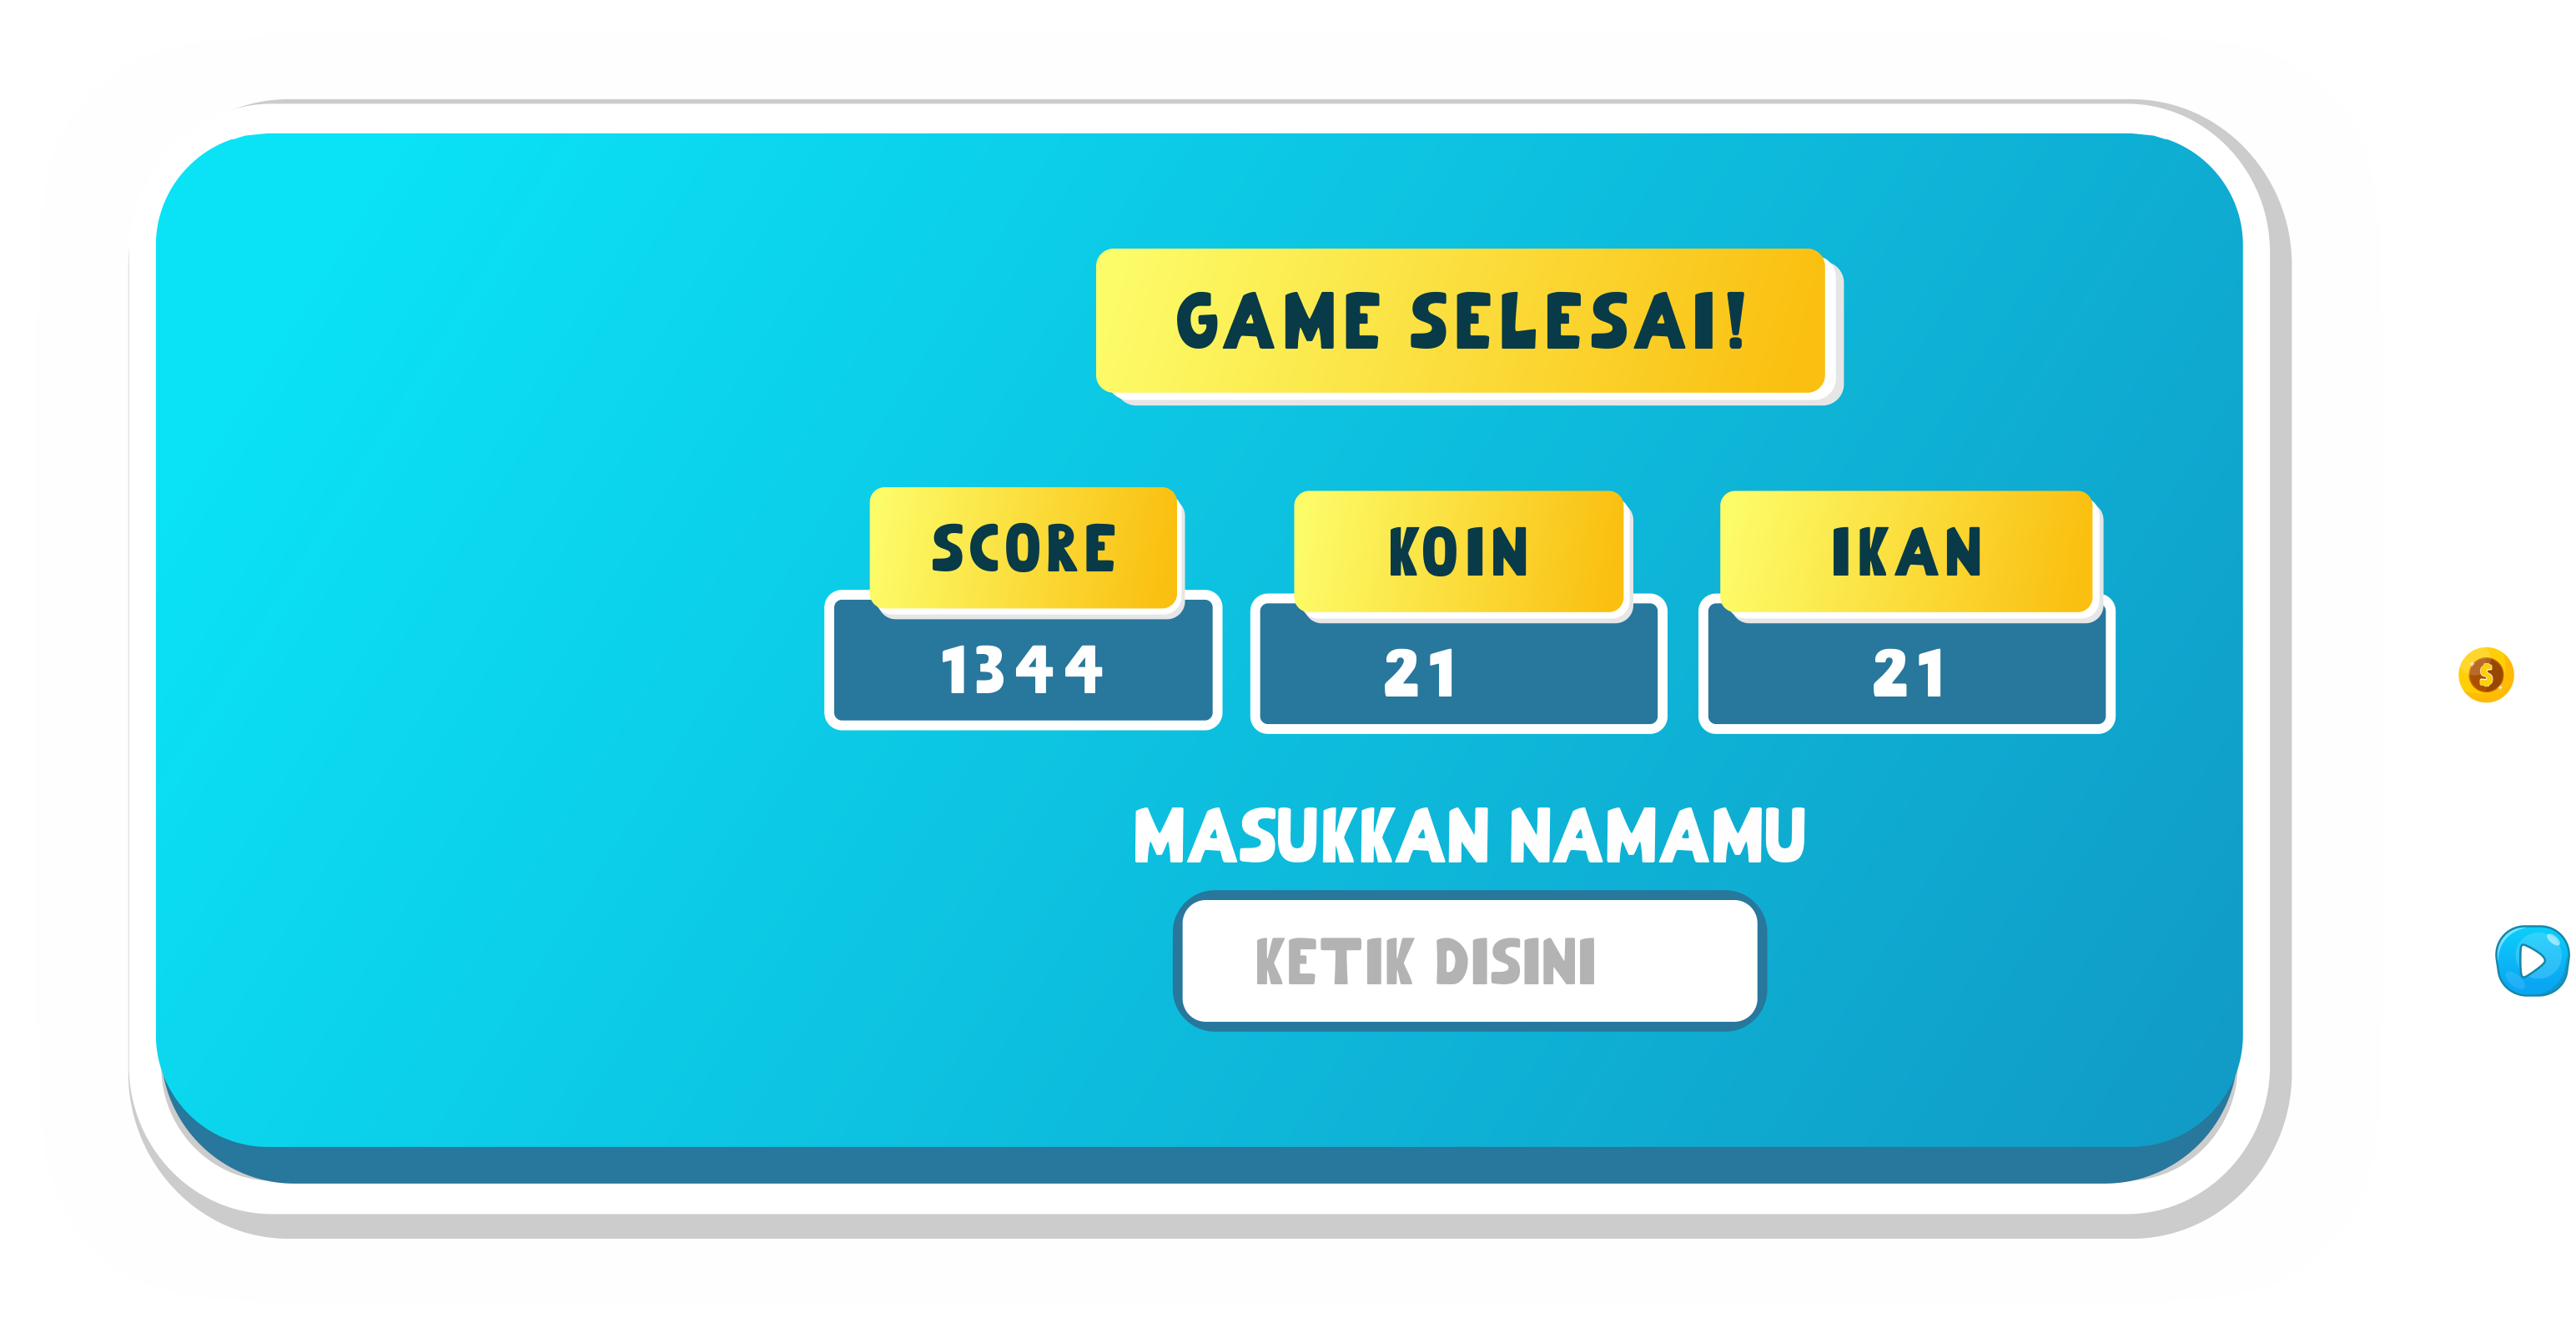 GAME SELESAI!
SCORE KOIN IKAN
1344 21 21
MASUKKAN NAMAMU
KETIK DISINI